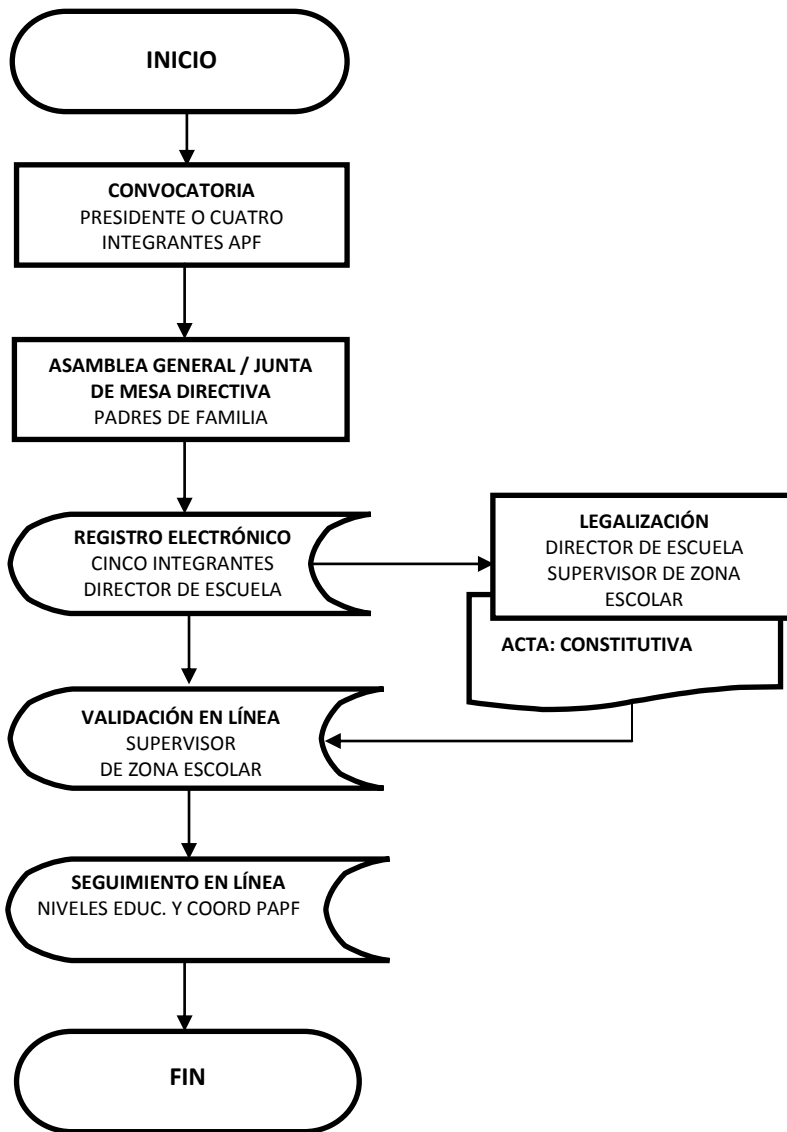 INICIO
CONVOCATORIA
PRESIDENTE O CUATRO
INTEGRANTES APF
ASAMBLEA GENERAL / JUNTA
DE MESA DIRECTIVA
PADRES DE FAMILIA
REGISTRO ELECTRÓNICO
CINCO INTEGRANTES
DIRECTOR DE ESCUELA
LEGALIZACIÓN
DIRECTOR DE ESCUELA
SUPERVISOR DE ZONA
ESCOLAR
ACTA: CONSTITUTIVA
VALIDACIÓN EN LÍNEA
SUPERVISOR
DE ZONA ESCOLAR
SEGUIMIENTO EN LÍNEA
NIVELES EDUC. Y COORD PAPF
FIN